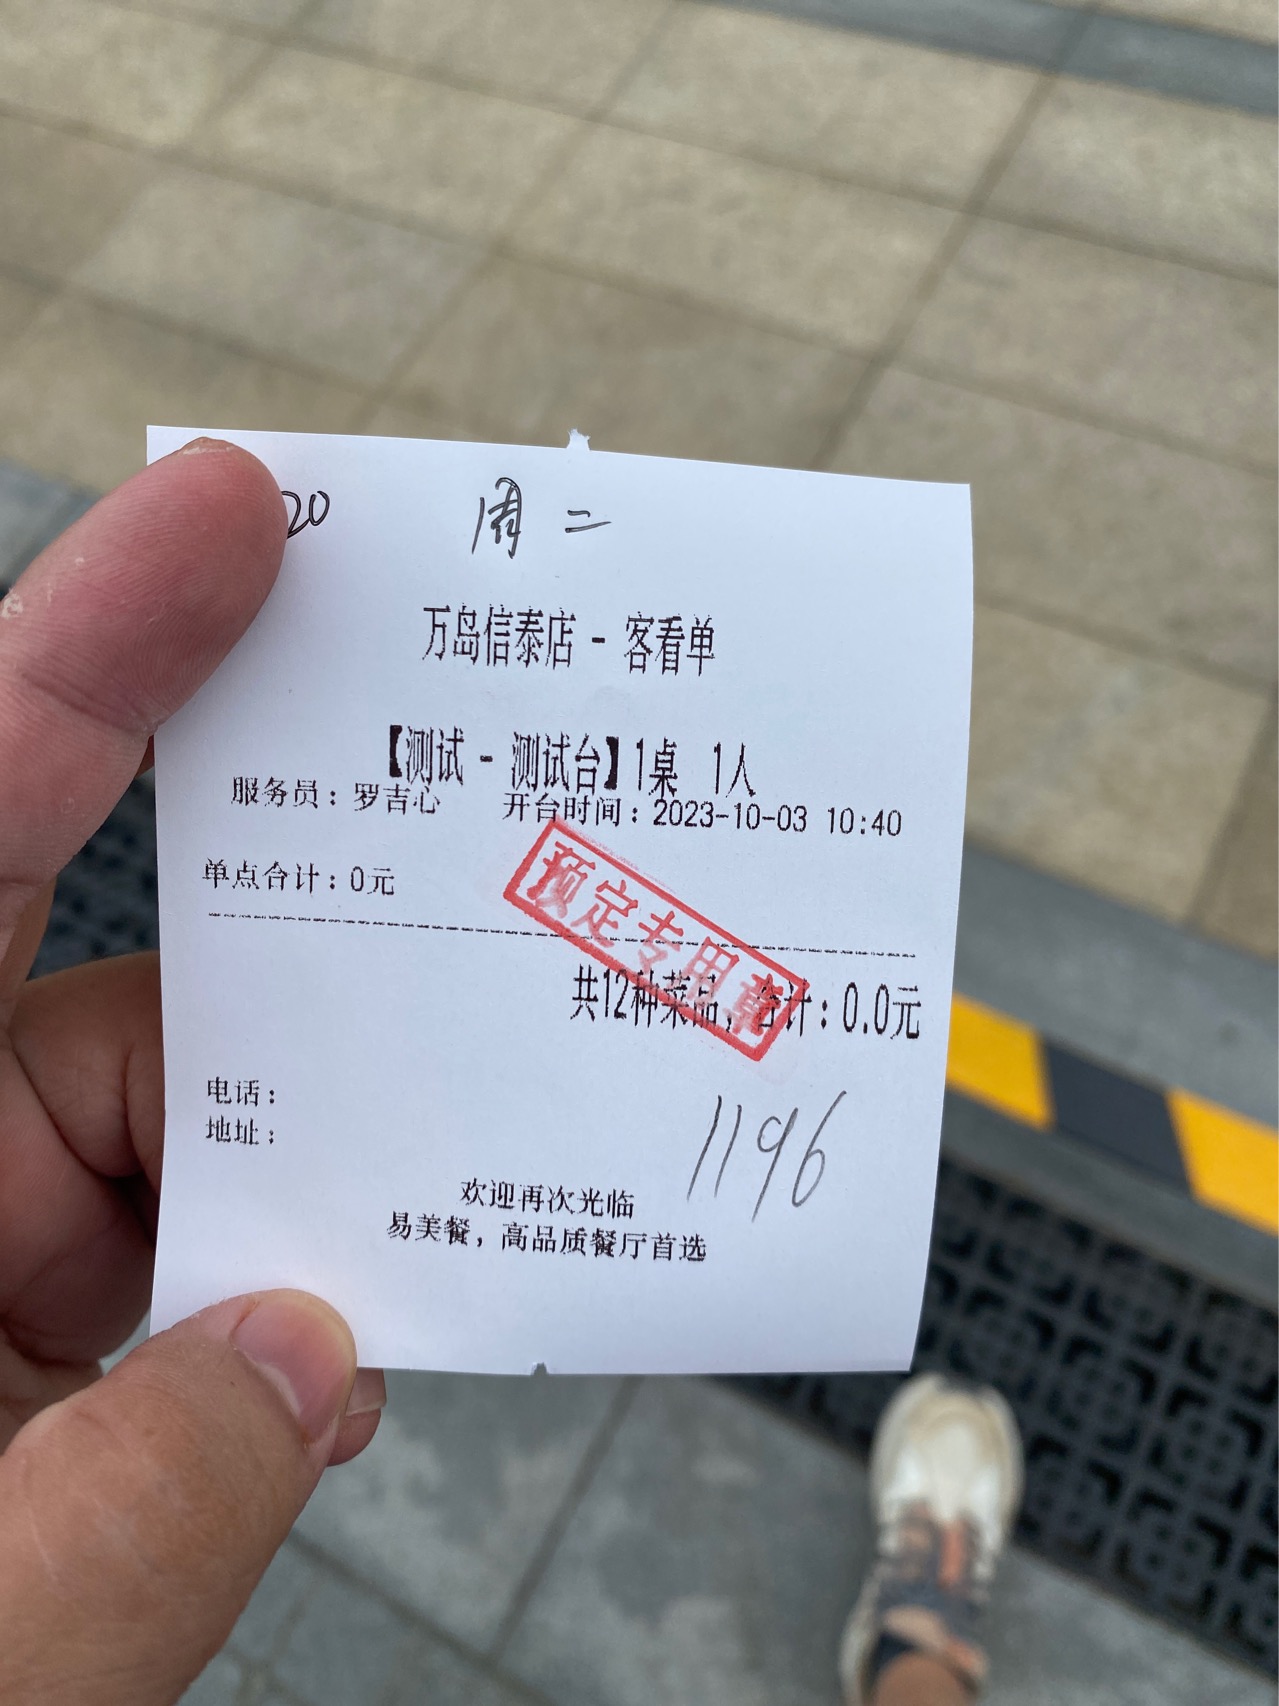 20 周二
万岛信泰店 - 客看单
【测试 - 测试台】1桌 1人
服务员：罗吉心 开台时间：2023-10-03 10:40
单点合计：0元
预定专用章
共12种菜品，合计：0.0元
电话：
地址：
1196
欢迎再次光临
易美餐，高品质餐厅首选